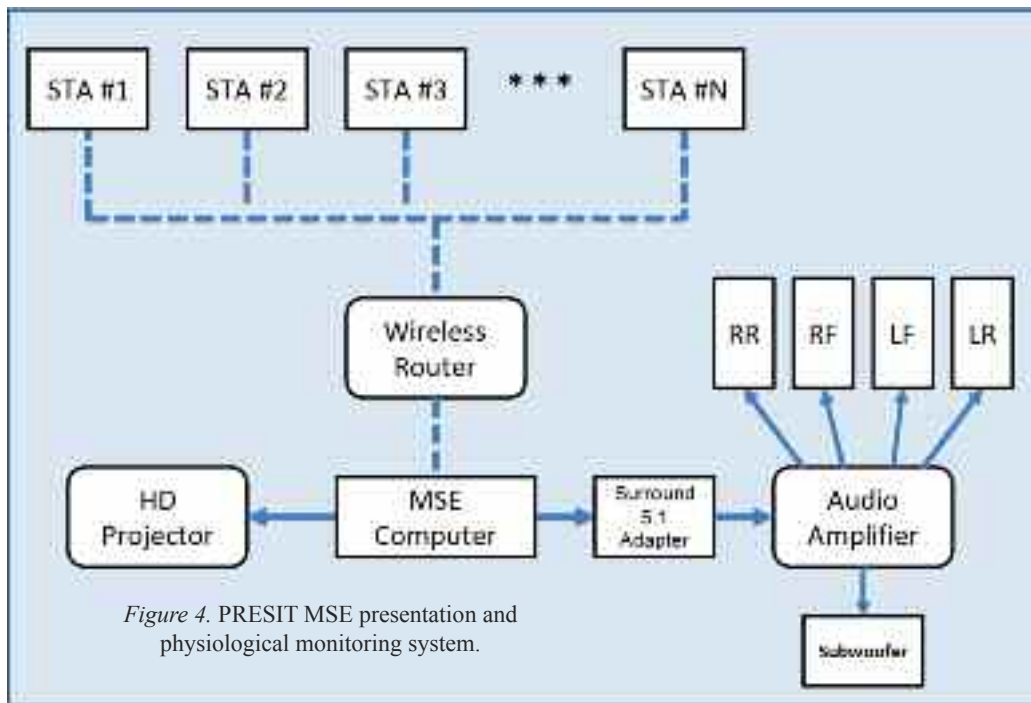 STA #1
STA #2
STA #3
* * *
STA #N
Wireless
Router
RR
RF
LF
LR
HD
Projector
MSE
Computer
Surround
5.1
Adapter
Audio
Amplifier
Subwoofer
Figure 4. PRESIT MSE presentation and
physiological monitoring system.